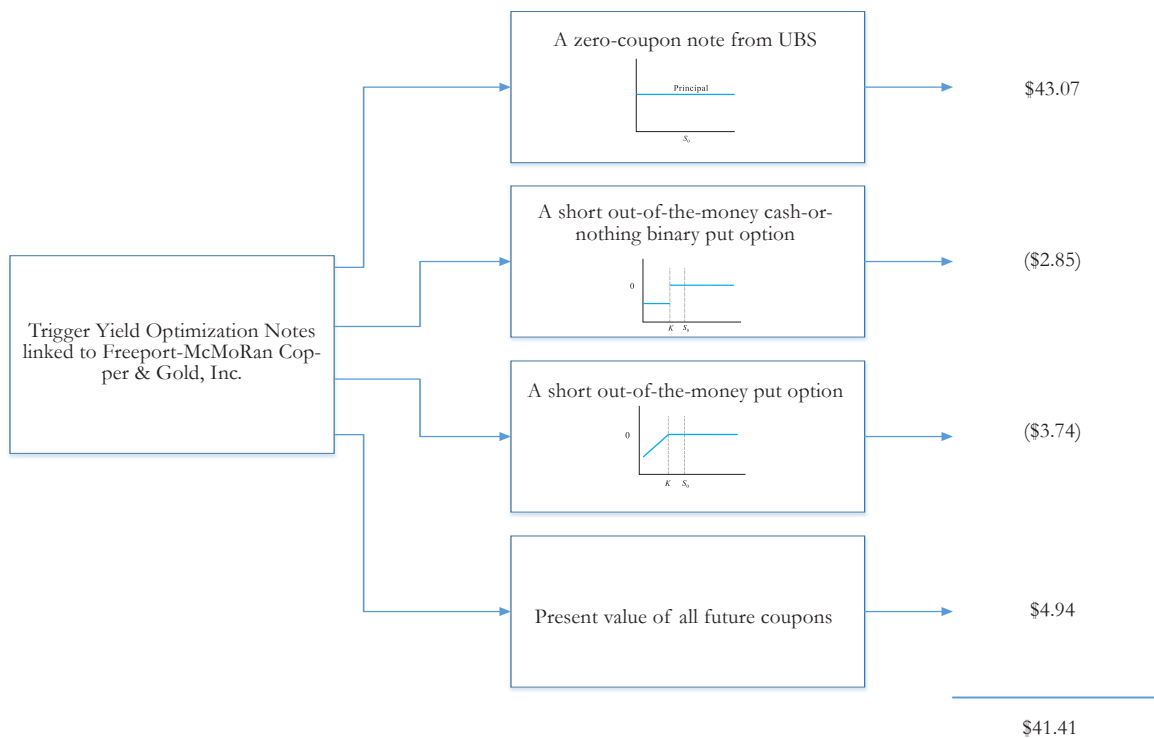 A zero-coupon note from UBS
Principal
S0
$43.07
A short out-of-the-money cash-or-
nothing binary put option
0
K S0
($2.85)
Trigger Yield Optimization Notes
linked to Freeport-McMoRan Cop-
per & Gold, Inc.
A short out-of-the-money put option
0
K S0
($3.74)
Present value of all future coupons
$4.94
$41.41